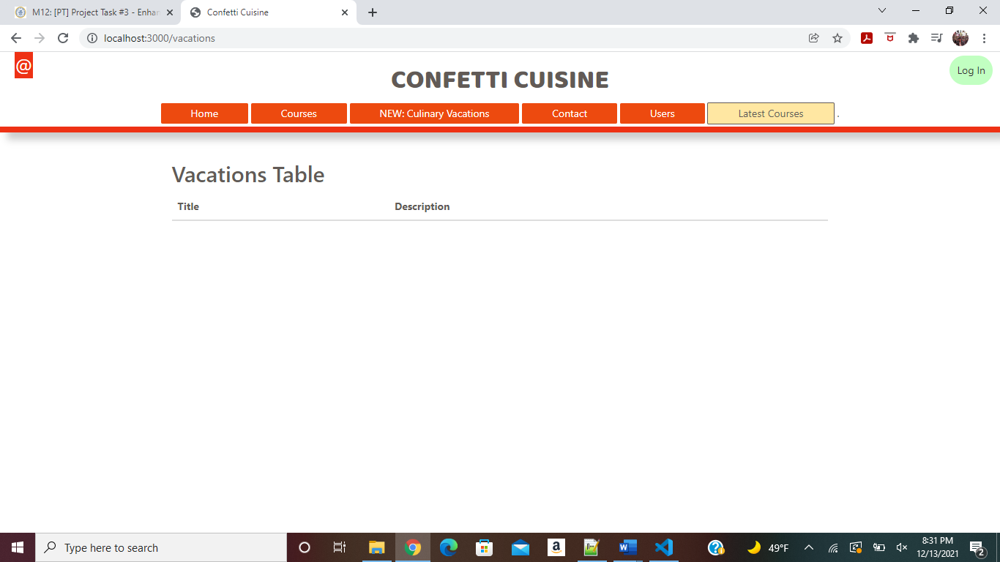 M12: [PT] Project Task #3 - Enhan
Confetti Cuisine
localhost:3000/vacations
@
Log In
CONFETTI CUISINE
Home Courses NEW: Culinary Vacations Contact Users Latest Courses .
Vacations Table
Title Description
Type here to search
a
49°F
8:31 PM
12/13/2021
2